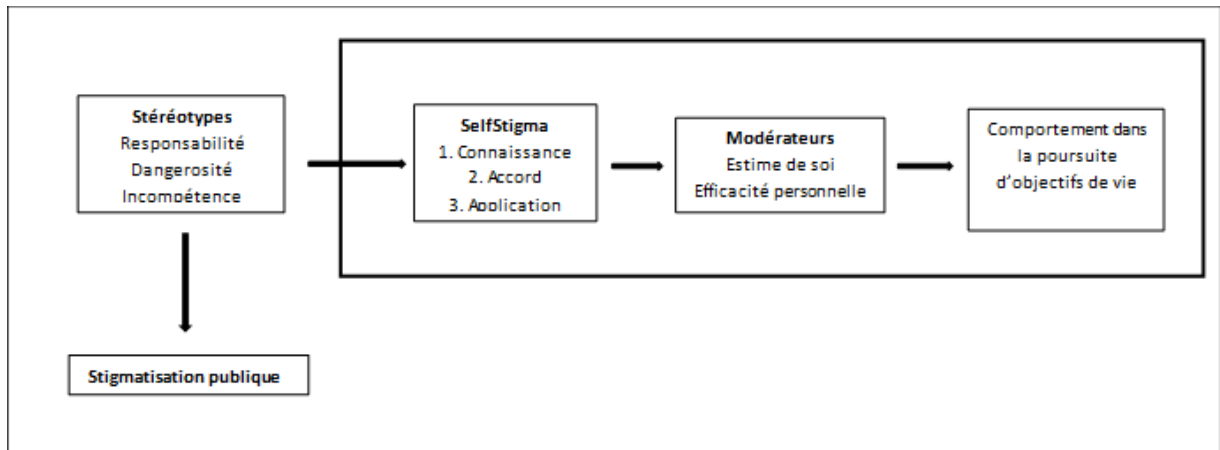 Stéréotypes
Responsabilité
Dangerosité
Incompétence
SelfStigma
1. Connaissance
2. Accord
3. Application
Modérateurs
Estime de soi
Efficacité personnelle
Comportement dans
la poursuite
d'objectifs de vie
Stigmatisation publique